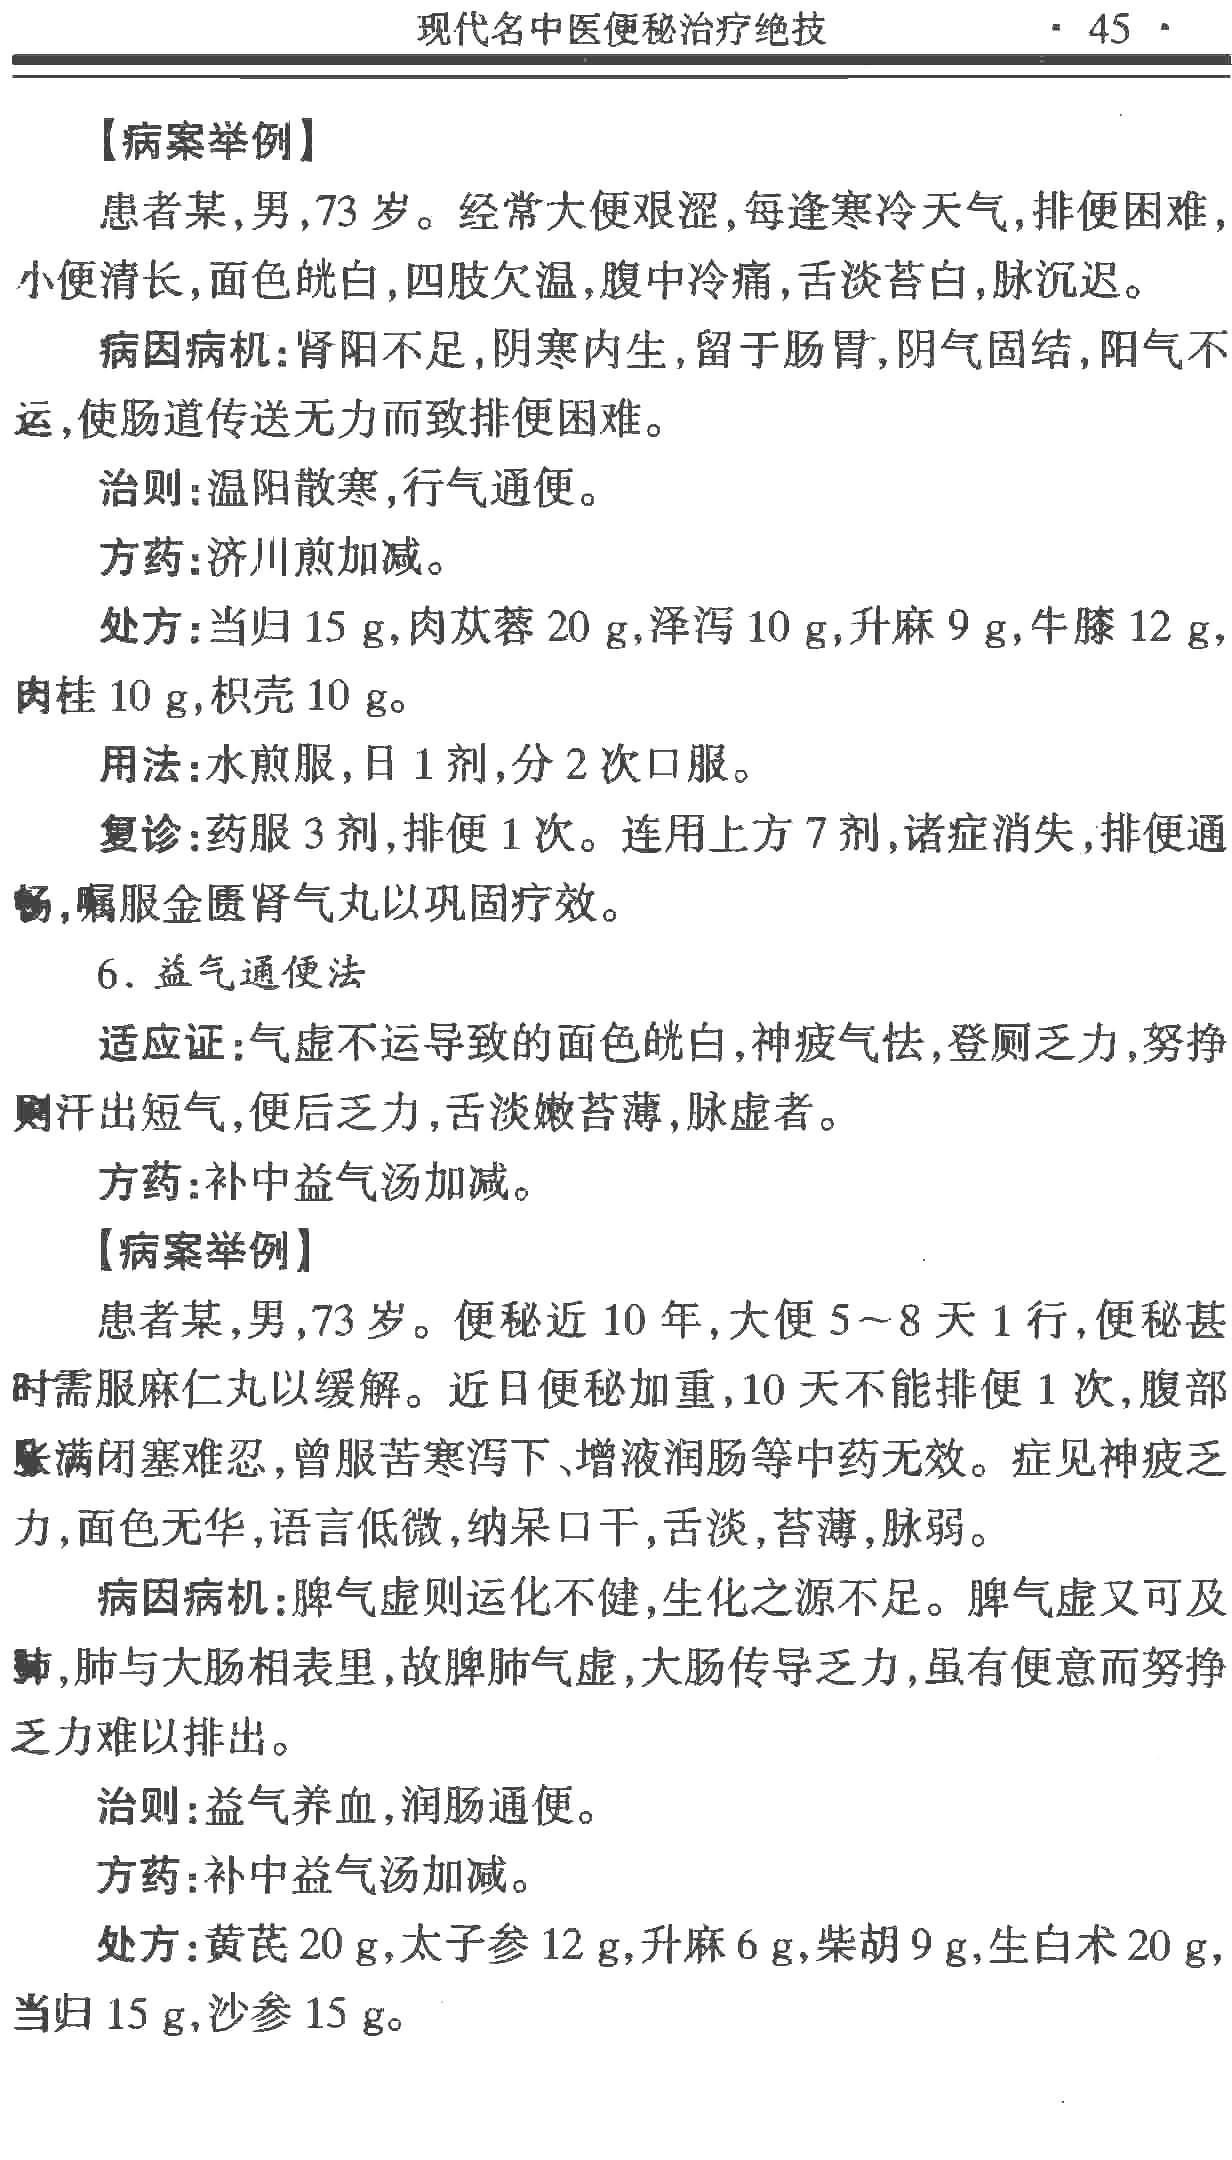 现代名中医便秘治疗绝技 · 45 ·
【病案举例】
患者某,男,73 岁。经常大便艰涩,每逢寒冷天气,排便困难,
小便清长,面色㿠白,四肢欠温,腹中冷痛,舌淡苔白,脉沉迟。
病因病机:肾阳不足,阴寒内生,留于肠胃,阴气固结,阳气不
运,使肠道传送无力而致排便困难。
治则:温阳散寒,行气通便。
方药:济川煎加减。
处方:当归 15 g,肉苁蓉 20 g,泽泻 10 g,升麻 9 g,牛膝 12 g,
肉桂 10 g,枳壳 10 g。
用法:水煎服,日 1 剂,分 2 次口服。
复诊:药服 3 剂,排便 1 次。连用上方 7 剂,诸症消失,排便通
畅,嘱服金匮肾气丸以巩固疗效。
6. 益气通便法
适应证:气虚不运导致的面色㿠白,神疲气怯,登厕乏力,努挣
则汗出短气,便后乏力,舌淡嫩苔薄,脉虚者。
方药:补中益气汤加减。
【病案举例】
患者某,男,73 岁。便秘近 10 年,大便 5～8 天 1 行,便秘甚
时需服麻仁丸以缓解。近日便秘加重,10 天不能排便 1 次,腹部
胀满闭塞难忍,曾服苦寒泻下、增液润肠等中药无效。症见神疲乏
力,面色无华,语言低微,纳呆口干,舌淡,苔薄,脉弱。
病因病机:脾气虚则运化不健,生化之源不足。脾气虚又可及
肺,肺与大肠相表里,故脾肺气虚,大肠传导乏力,虽有便意而努挣
乏力难以排出。
治则:益气养血,润肠通便。
方药:补中益气汤加减。
处方:黄芪 20 g,太子参 12 g,升麻 6 g,柴胡 9 g,生白术 20 g,
当归 15 g,沙参 15 g。